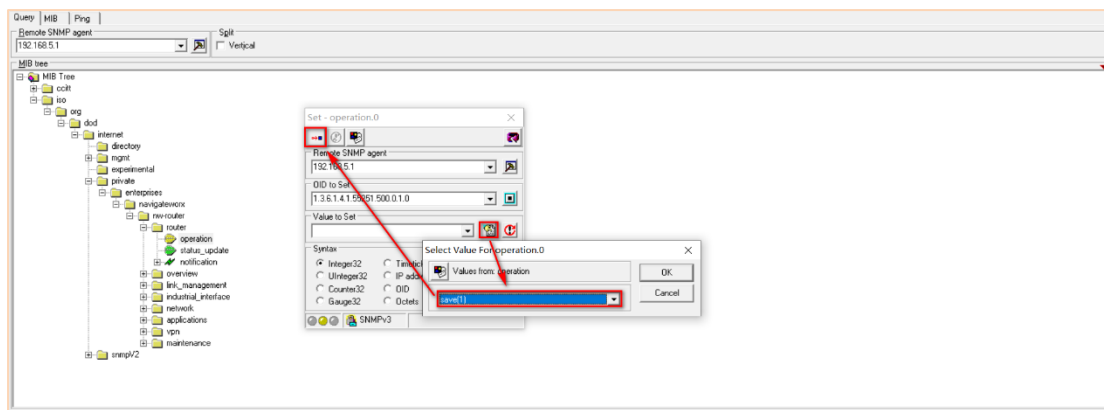 Query MIB Ping
Remote SNMP agent
192.168.5.1
Split
Vertical
MIB tree
MIB Tree
ccitt
iso
org
dod
internet
directory
mgmt
experimental
private
enterprises
navigateworx
nw-router
router
operation
status_update
notification
overview
link_management
industrial_interface
network
applications
vpn
maintenance
snmpV2
Set - operation.0
Remote SNMP agent
192.168.5.1
OID to Set
1.3.6.1.4.1.55251.500.0.1.0
Value to Set
Syntax
Integer32
UInteger32
Counter32
Gauge32
OID
Octets
SNMPv3
Select Value For operation.0
Values from: operation
save(1)
OK
Cancel